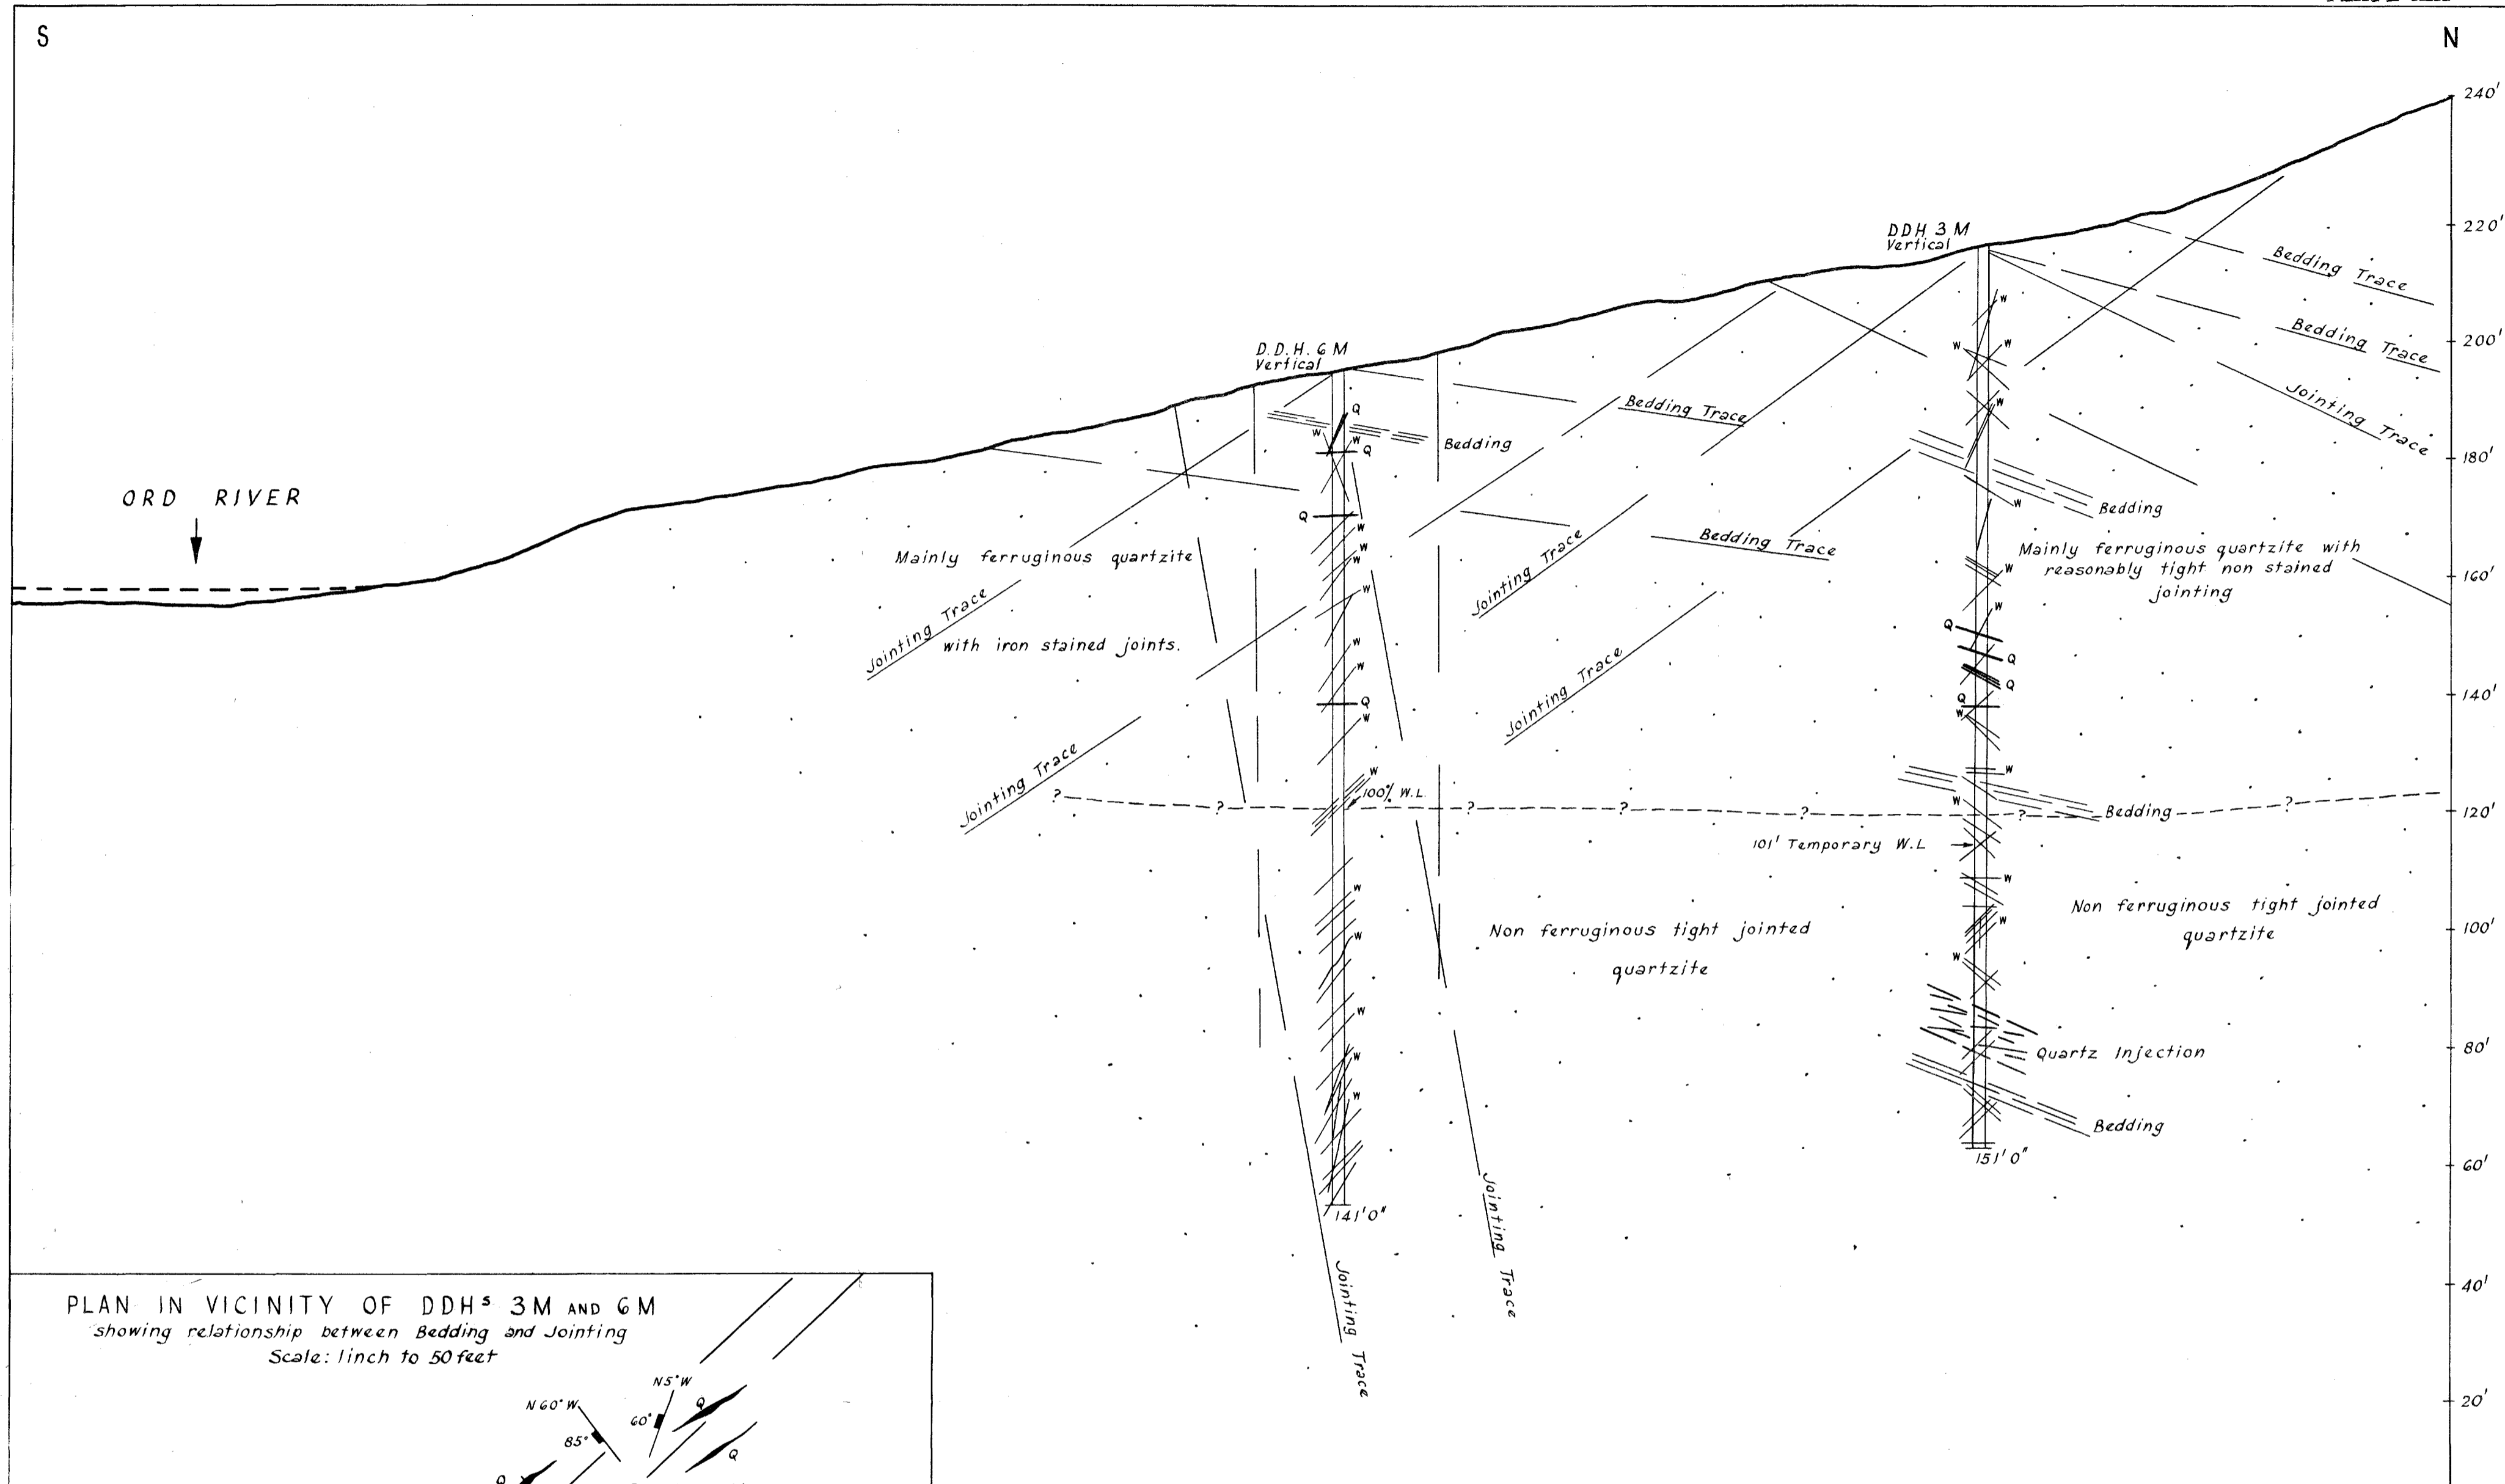 S
N
240'
220'
200'
180'
160'
140'
120'
100'
80'
60'
40'
20'
ORD RIVER
D.D.H. 6 M
Vertical
DDH 3 M
Vertical
Bedding Trace
Bedding Trace
Jointing Trace
Bedding Trace
Bedding
Bedding
Bedding Trace
Q
W
W
Q
Q
W
W
W
W
W
W
Q
W
W
100% W.L.
W
W
W
W
W
141'0"
W
W
W
W
W
W
W
Q
Q
Q
Q
W
W
W
W
W
W
151'0"
Mainly ferruginous quartzite
with iron stained joints.
Jointing Trace
Jointing Trace
Jointing Trace
Jointing Trace
Mainly ferruginous quartzite with
reasonably tight non stained
jointing
? ? ? ? ? ? ?
Bedding
101' Temporary W.L
Non ferruginous tight jointed
quartzite
Non ferruginous tight jointed
quartzite
Quartz Injection
Bedding
Jointing Trace
Jointing Trace
PLAN IN VICINITY OF DDHs 3M AND 6M
showing relationship between Bedding and Jointing
Scale: 1inch to 50 feet
N5°W
N60°W
60°
85°
Q
Q
Q